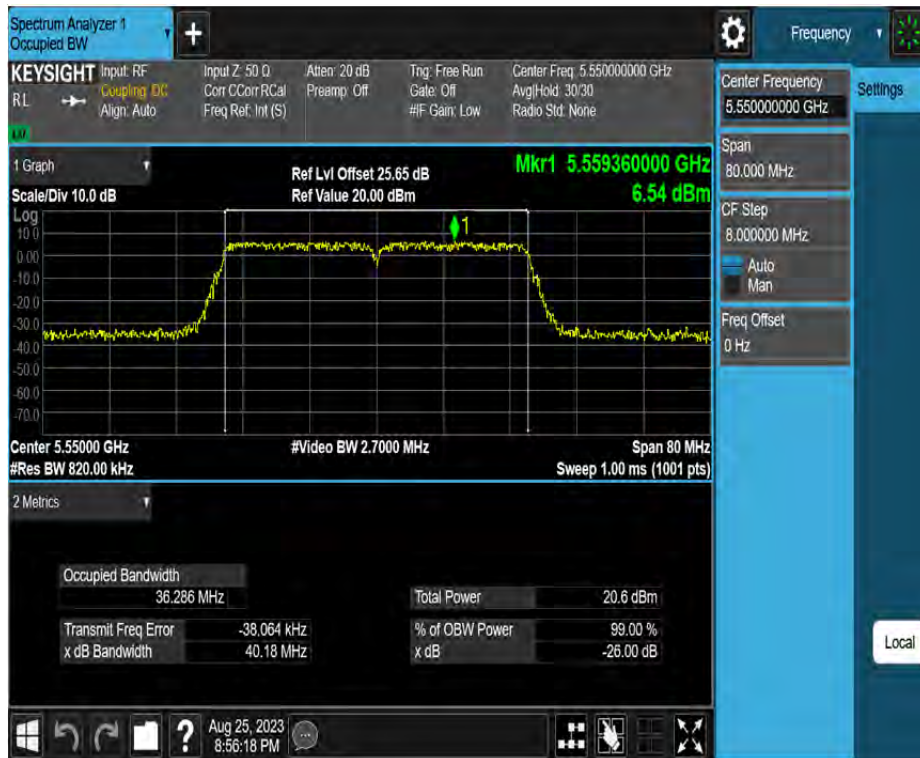 Spectrum Analyzer 1
Occupied BW
Frequency
KEYSIGHT
RL
Input: RF
Coupling: DC
Align: Auto
Input Z: 50 Ω
Corr CCorr RCal
Freq Ref: Int (S)
Atten: 20 dB
Preamp: Off
Trig: Free Run
Gate: Off
#IF Gain: Low
Center Freq: 5.550000000 GHz
Avg|Hold: 30/30
Radio Std: None
Center Frequency
5.550000000 GHz
Settings
Span
80.000 MHz
CF Step
8.000000 MHz
Auto
Man
Freq Offset
0 Hz
1 Graph
Scale/Div 10.0 dB
Ref Lvl Offset 25.65 dB
Ref Value 20.00 dBm
Mkr1 5.559360000 GHz
6.54 dBm
Log
10.0
0.00
-10.0
-20.0
-30.0
-40.0
-50.0
-60.0
-70.0
1
Center 5.55000 GHz
#Video BW 2.7000 MHz
Span 80 MHz
#Res BW 820.00 kHz
Sweep 1.00 ms (1001 pts)
2 Metrics
Occupied Bandwidth
36.286 MHz
Total Power 20.6 dBm
Transmit Freq Error -38.064 kHz
% of OBW Power 99.00 %
x dB Bandwidth 40.18 MHz
x dB -26.00 dB
Local
?
Aug 25, 2023
8:56:18 PM